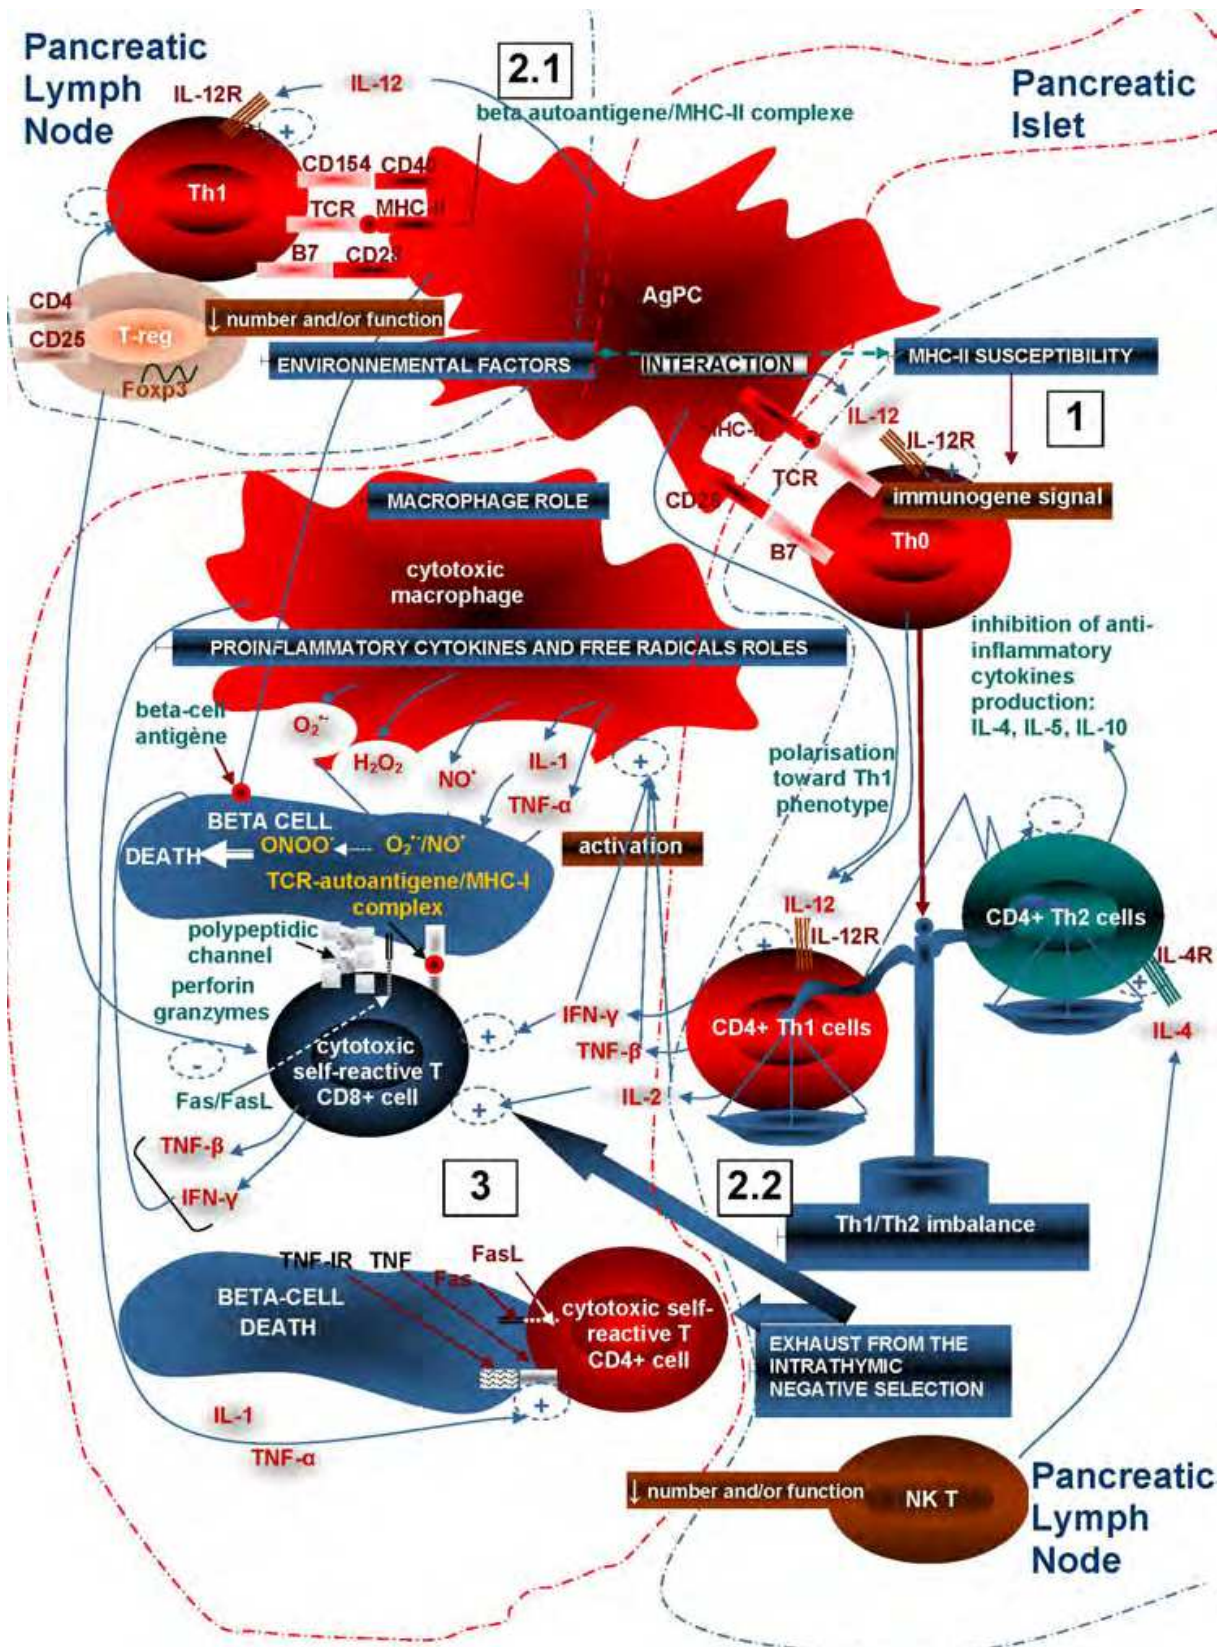 Pancreatic
Lymph
Node
2.1
IL-12R
IL-12
beta autoantigene/MHC-II complexe
Pancreatic
Islet
+
CD154
CD40
Th1
-
TCR
MHC-II
B7
CD28
AgPC
CD4
CD25
T-reg
Foxp3
↓ number and/or function
ENVIRONNEMENTAL FACTORS
INTERACTION
MHC-II SUSCEPTIBILITY
1
IL-12
IL-12R
+
MHC-II
TCR
immunogene signal
CD28
Th0
B7
MACROPHAGE ROLE
cytotoxic
macrophage
PROINFLAMMATORY CYTOKINES AND FREE RADICALS ROLES
inhibition of anti-
inflammatory
cytokines
production:
IL-4, IL-5, IL-10
beta-cell
antigène
O₂•-
H₂O₂
NO•
IL-1
TNF-α
+
polarisation
toward Th1
phenotype
BETA CELL
DEATH
ONOO-
O₂•-/NO•
activation
TCR-autoantigene/MHC-I
complex
-
CD4+ Th2 cells
IL-12
IL-12R
+
polypeptidic
channel
perforin
granzymes
IL-4R
+
IL-4
cytotoxic
self-reactive T
CD8+ cell
+
IFN-γ
TNF-β
CD4+ Th1 cells
-
Fas/FasL
+
IL-2
TNF-β
IFN-γ
3
2.2
Th1/Th2 imbalance
TNF-IR
TNF
FasL
Fas
BETA-CELL
DEATH
cytotoxic self-
reactive T
CD4+ cell
EXHAUST FROM THE
INTRATHYMIC
NEGATIVE SELECTION
+
IL-1
TNF-α
↓ number and/or function
NK T
Pancreatic
Lymph
Node